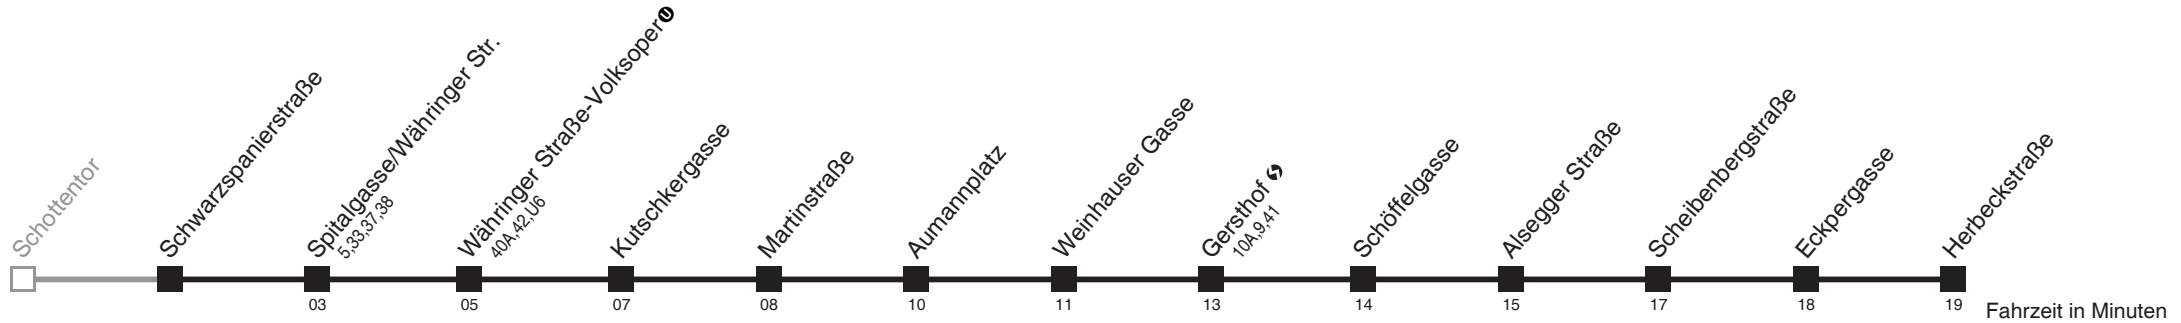 Schottentor
Schwarzspanierstraße
Spitalgasse/Währinger Str.
5,33,37,38
Währinger Straße-Volksoper U
40A,42,U6
Kutschkergasse
Martinstraße
Aumannplatz
Weinhauser Gasse
Gersthof
10A,9,41
Schöffelgasse
Alsegger Straße
Scheibenbergstraße
Eckpergasse
Herbeckstraße
03 05 07 08 10 11 13 14 15 17 18 19 Fahrzeit in Minuten